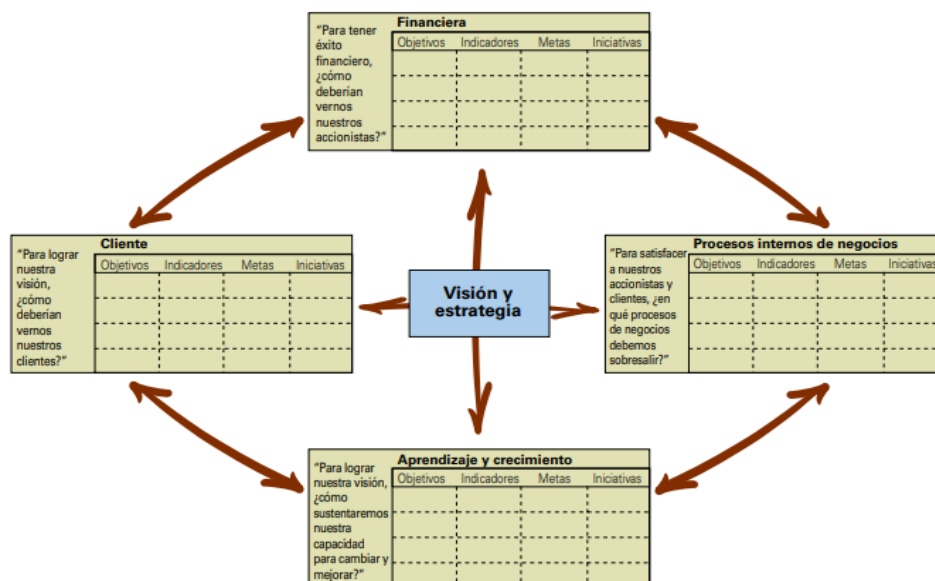 Financiera
“Para tener
éxito
financiero,
¿cómo
deberían
vernos
nuestros
accionistas?”
Objetivos Indicadores Metas Iniciativas
Cliente
“Para lograr
nuestra
visión,
¿cómo
deberían
vernos
nuestros
clientes?”
Objetivos Indicadores Metas Iniciativas
Visión y
estrategia
Procesos internos de negocios
“Para satisfacer
a nuestros
accionistas y
clientes, ¿en
qué procesos
de negocios
debemos
sobresalir?”
Objetivos Indicadores Metas Iniciativas
Aprendizaje y crecimiento
“Para lograr
nuestra visión,
¿cómo
sustentaremos
nuestra
capacidad
para cambiar y
mejorar?”
Objetivos Indicadores Metas Iniciativas